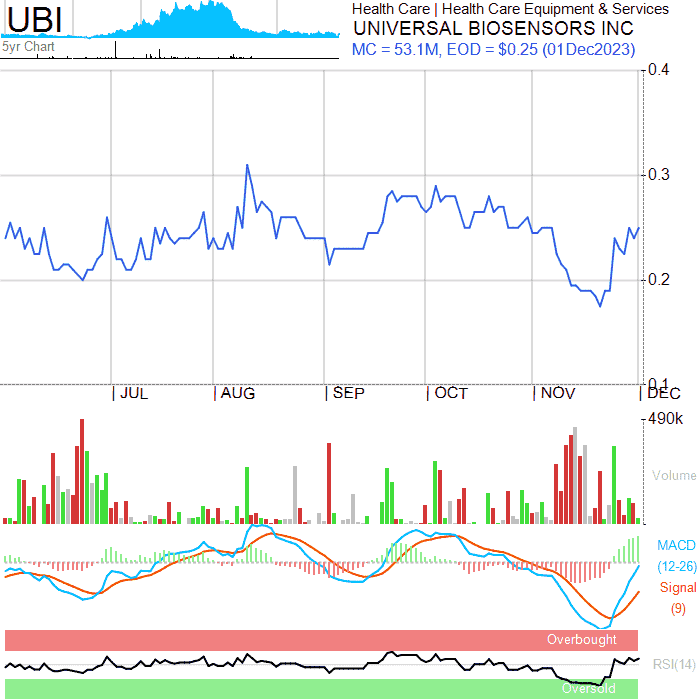 UBI
Health Care | Health Care Equipment & Services
UNIVERSAL BIOSENSORS INC
MC = 53.1M, EOD = $0.25 (01Dec2023)
5yr Chart
0.4
0.3
0.2
0.1
JUL
AUG
SEP
OCT
NOV
DEC
490k
Volume
MACD
(12-26)
Signal
(9)
Overbought
RSI(14)
Oversold